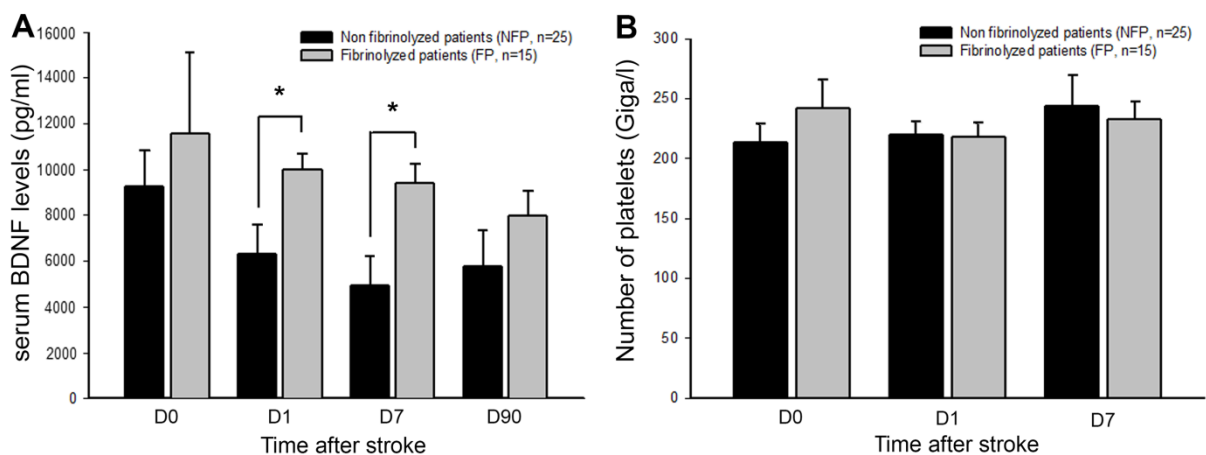 A
Non fibrinolyzed patients (NFP, n=25)
Fibrinolyzed patients (FP, n=15)
serum BDNF levels (pg/ml)
16000
14000
12000
10000
8000
6000
4000
2000
0
*
*
D0 D1 D7 D90
Time after stroke
B
Non fibrinolyzed patients (NFP, n=25)
Fibrinolyzed patients (FP, n=15)
Number of platelets (Giga/l)
300
250
200
150
100
50
0
D0 D1 D7
Time after stroke